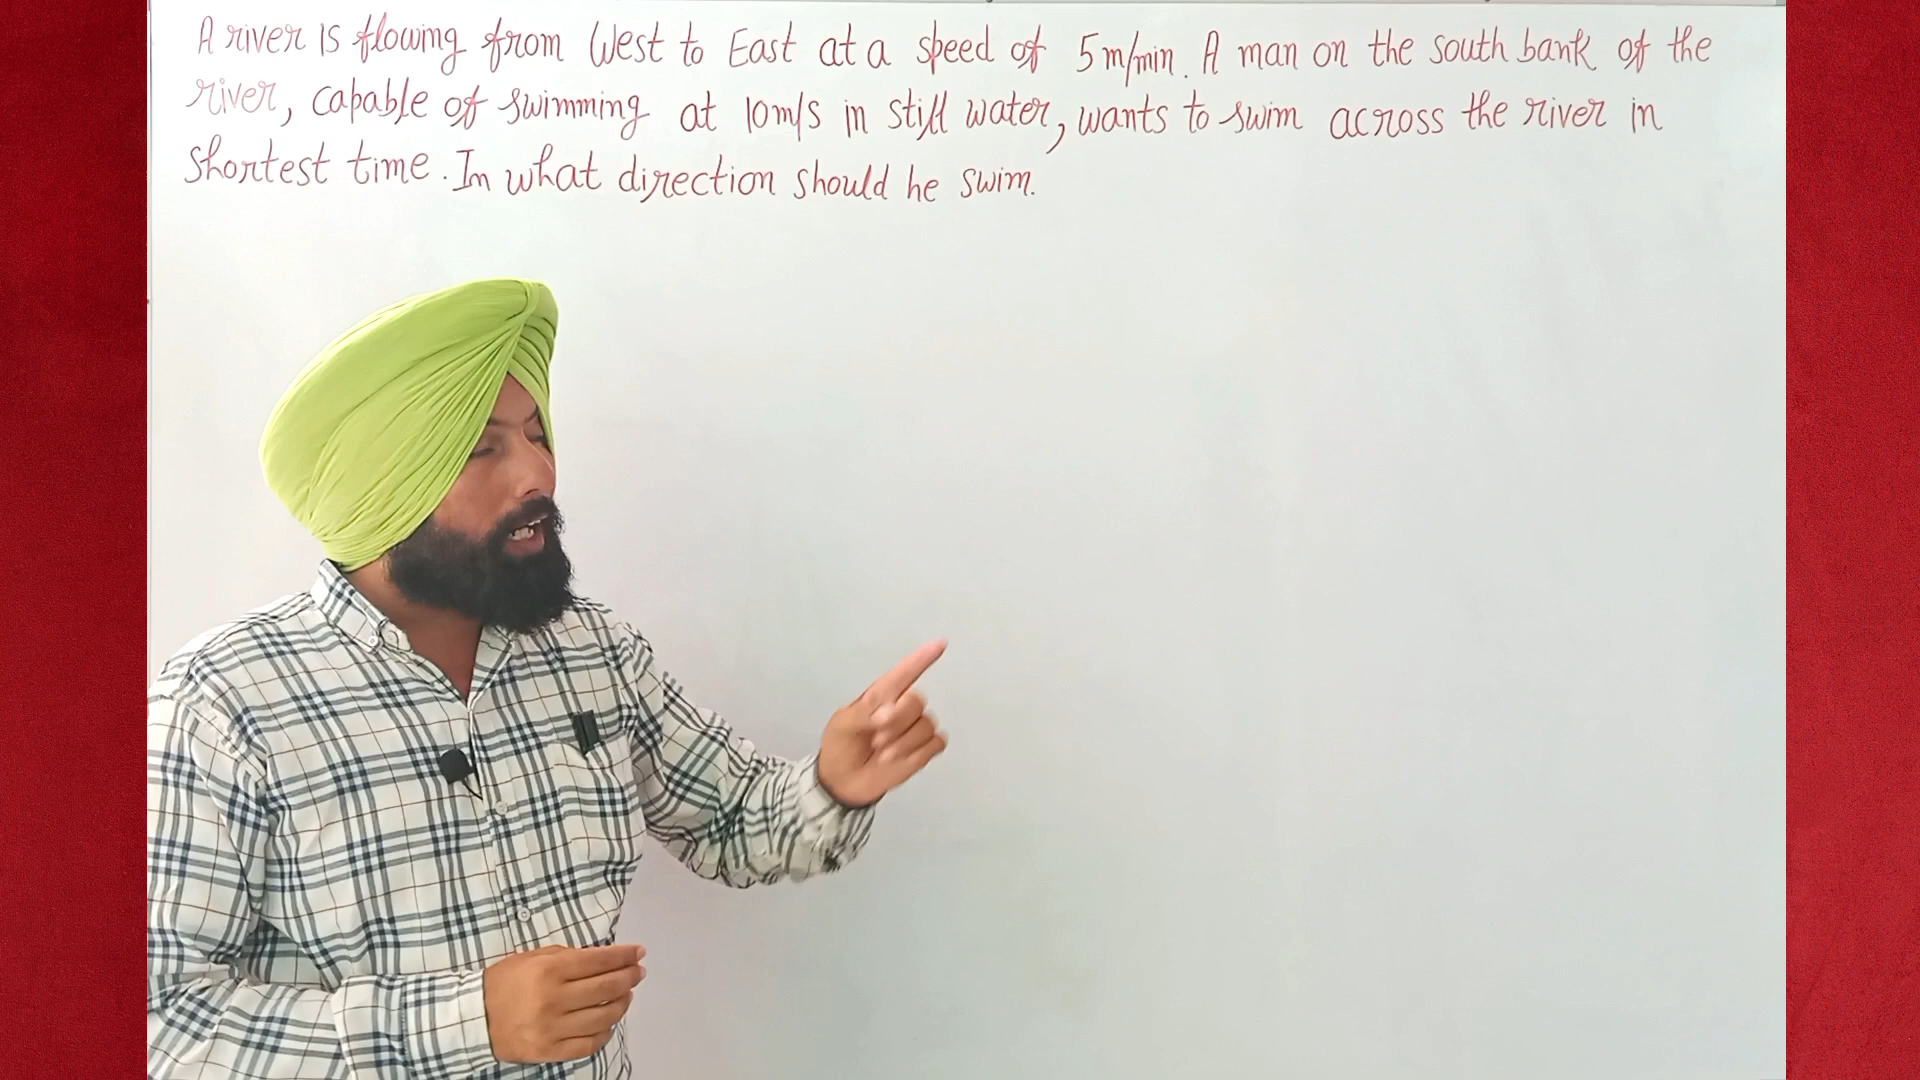 A river is flowing from West to East at a speed of 5m/min. A man on the south bank of the
river, capable of swimming at 10m/s in still water, wants to swim across the river in
shortest time. In what direction should he swim.